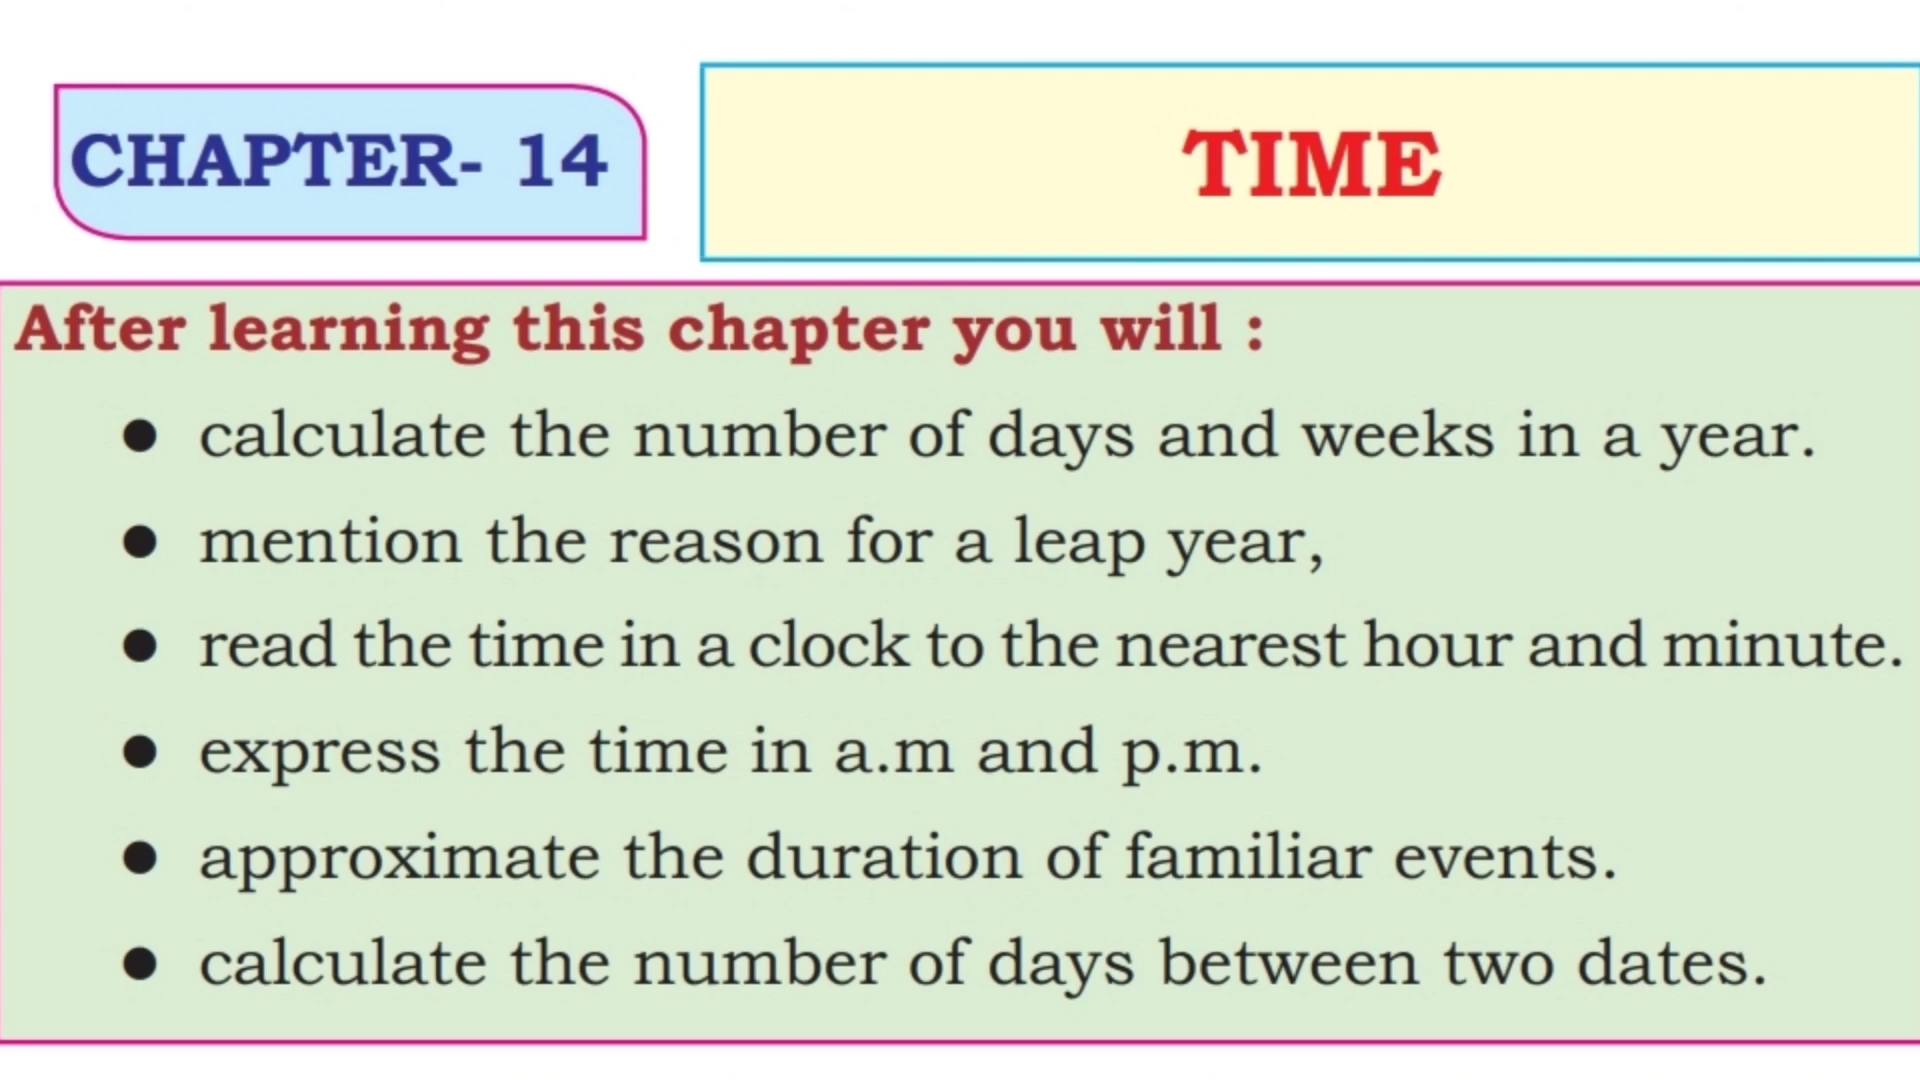 CHAPTER- 14
TIME
After learning this chapter you will :
● calculate the number of days and weeks in a year.
● mention the reason for a leap year,
● read the time in a clock to the nearest hour and minute.
● express the time in a.m and p.m.
● approximate the duration of familiar events.
● calculate the number of days between two dates.